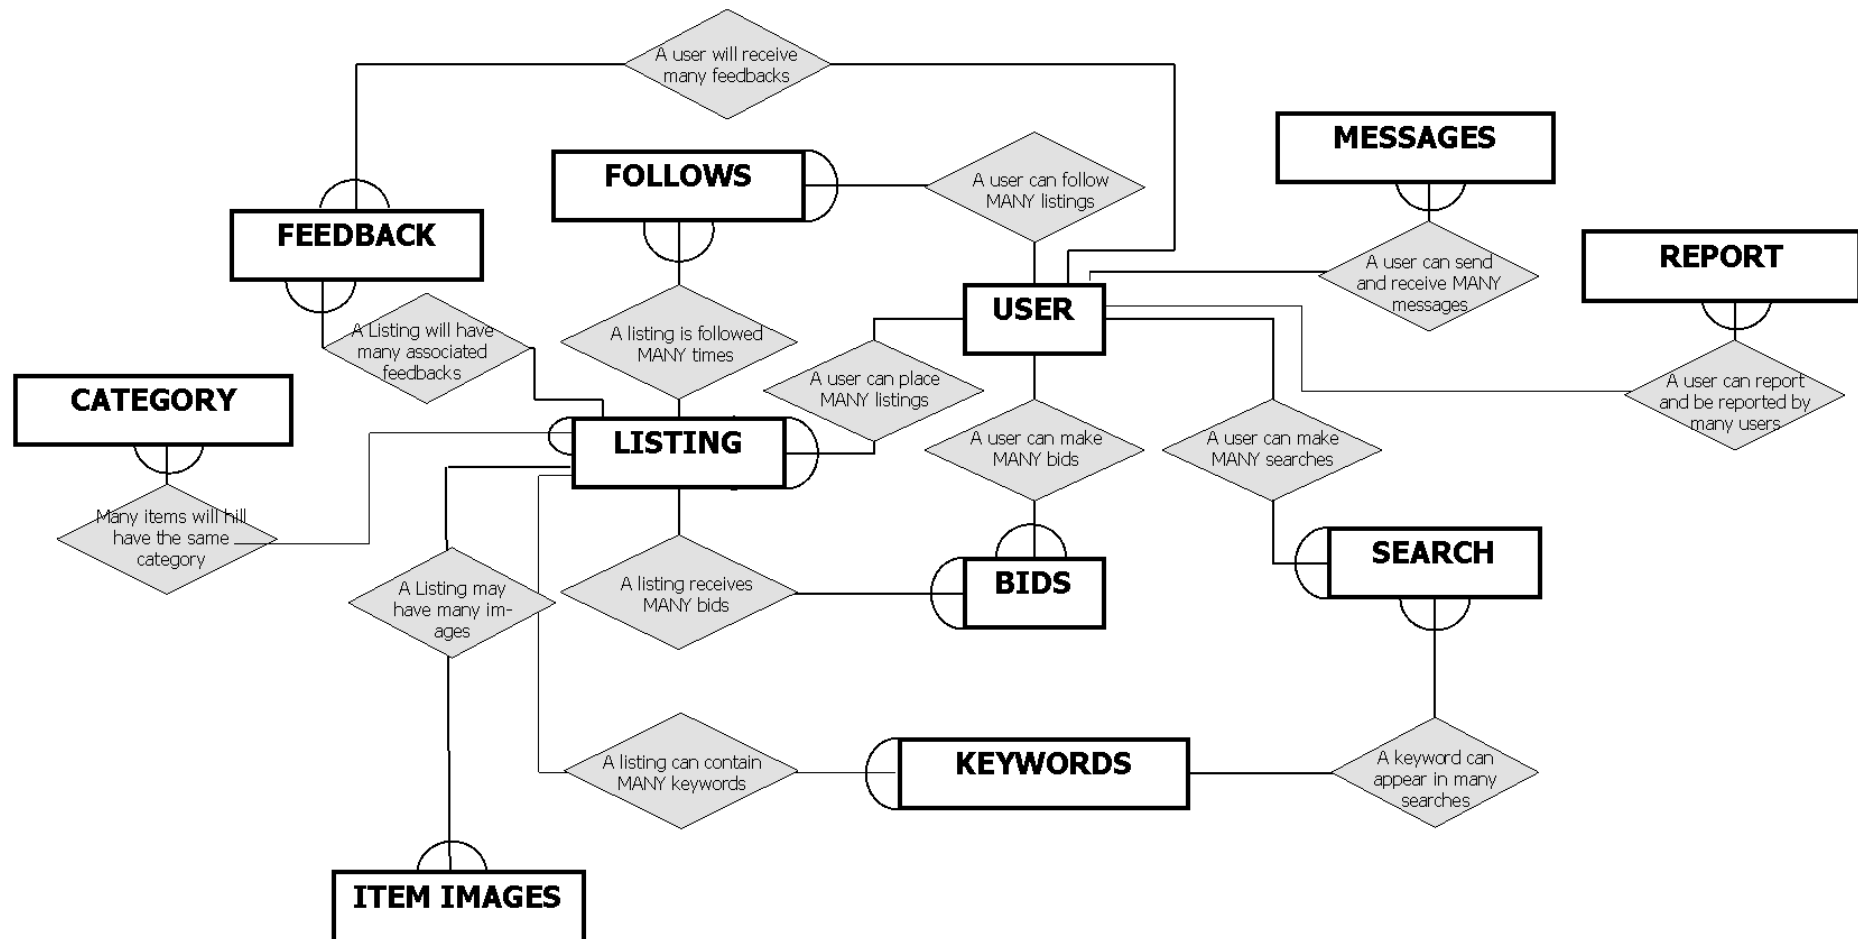 A user will receive
many feedbacks
MESSAGES
FOLLOWS
A user can follow
MANY listings
FEEDBACK
REPORT
A user can send
and receive MANY
messages
USER
A Listing will have
many associated
feedbacks
A listing is followed
MANY times
A user can place
MANY listings
A user can report
and be reported by
many users
CATEGORY
LISTING
A user can make
MANY bids
A user can make
MANY searches
Many items will hill
have the same
category
SEARCH
A Listing may
have many im-
ages
A listing receives
MANY bids
BIDS
A listing can contain
MANY keywords
KEYWORDS
A keyword can
appear in many
searches
ITEM IMAGES